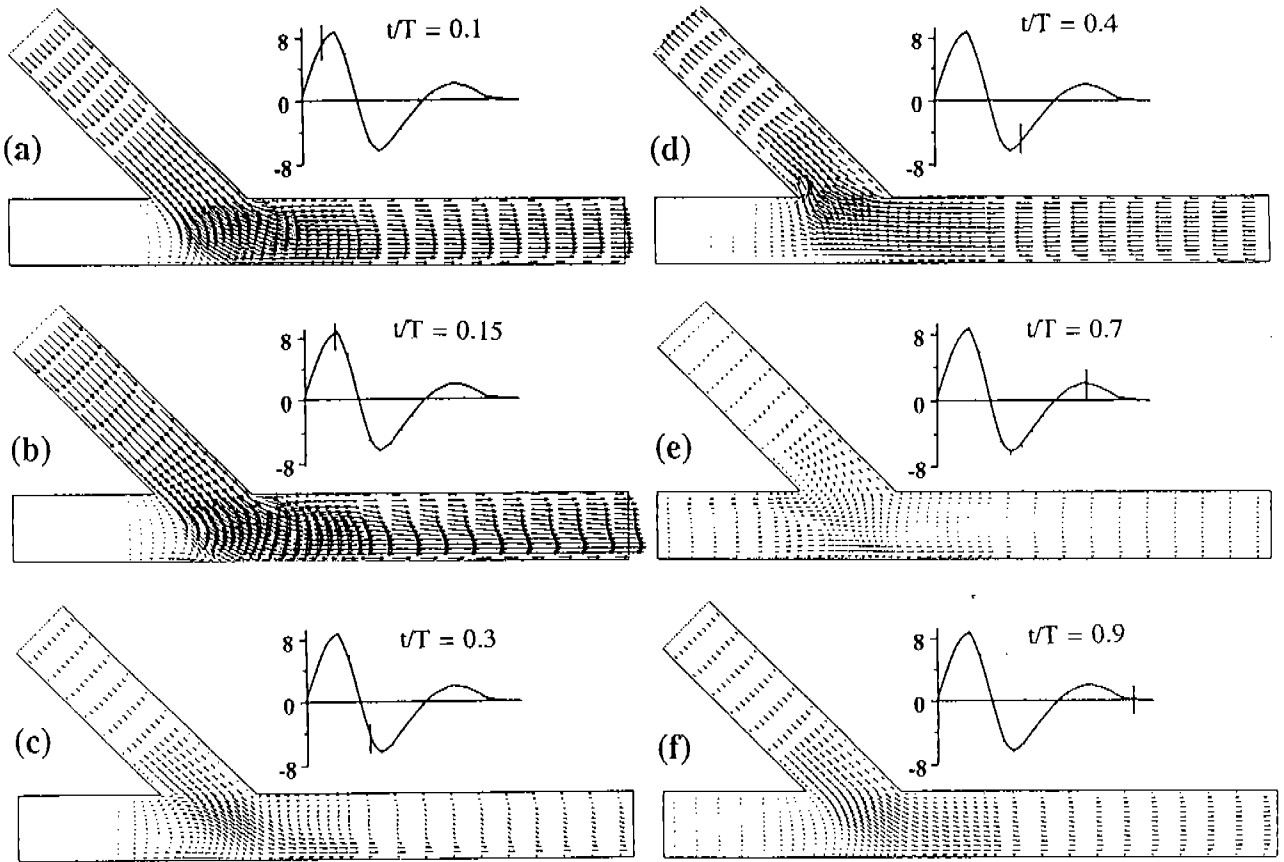 t/T = 0.1
8
0
-8
(a)
t/T = 0.15
8
0
-8
(b)
t/T = 0.3
8
0
-8
(c)
t/T = 0.4
8
0
-8
(d)
t/T = 0.7
8
0
-8
(e)
t/T = 0.9
8
0
-8
(f)